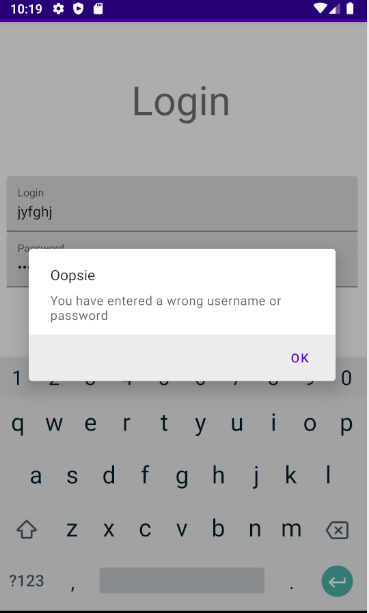 10:19
Login
Login
jyfghj
Password
Oopsie
You have entered a wrong username or
password
OK
1 2 3 4 5 6 7 8 9 0
q w e r t y u i o p
a s d f g h j k l
z x c v b n m
?123 , .